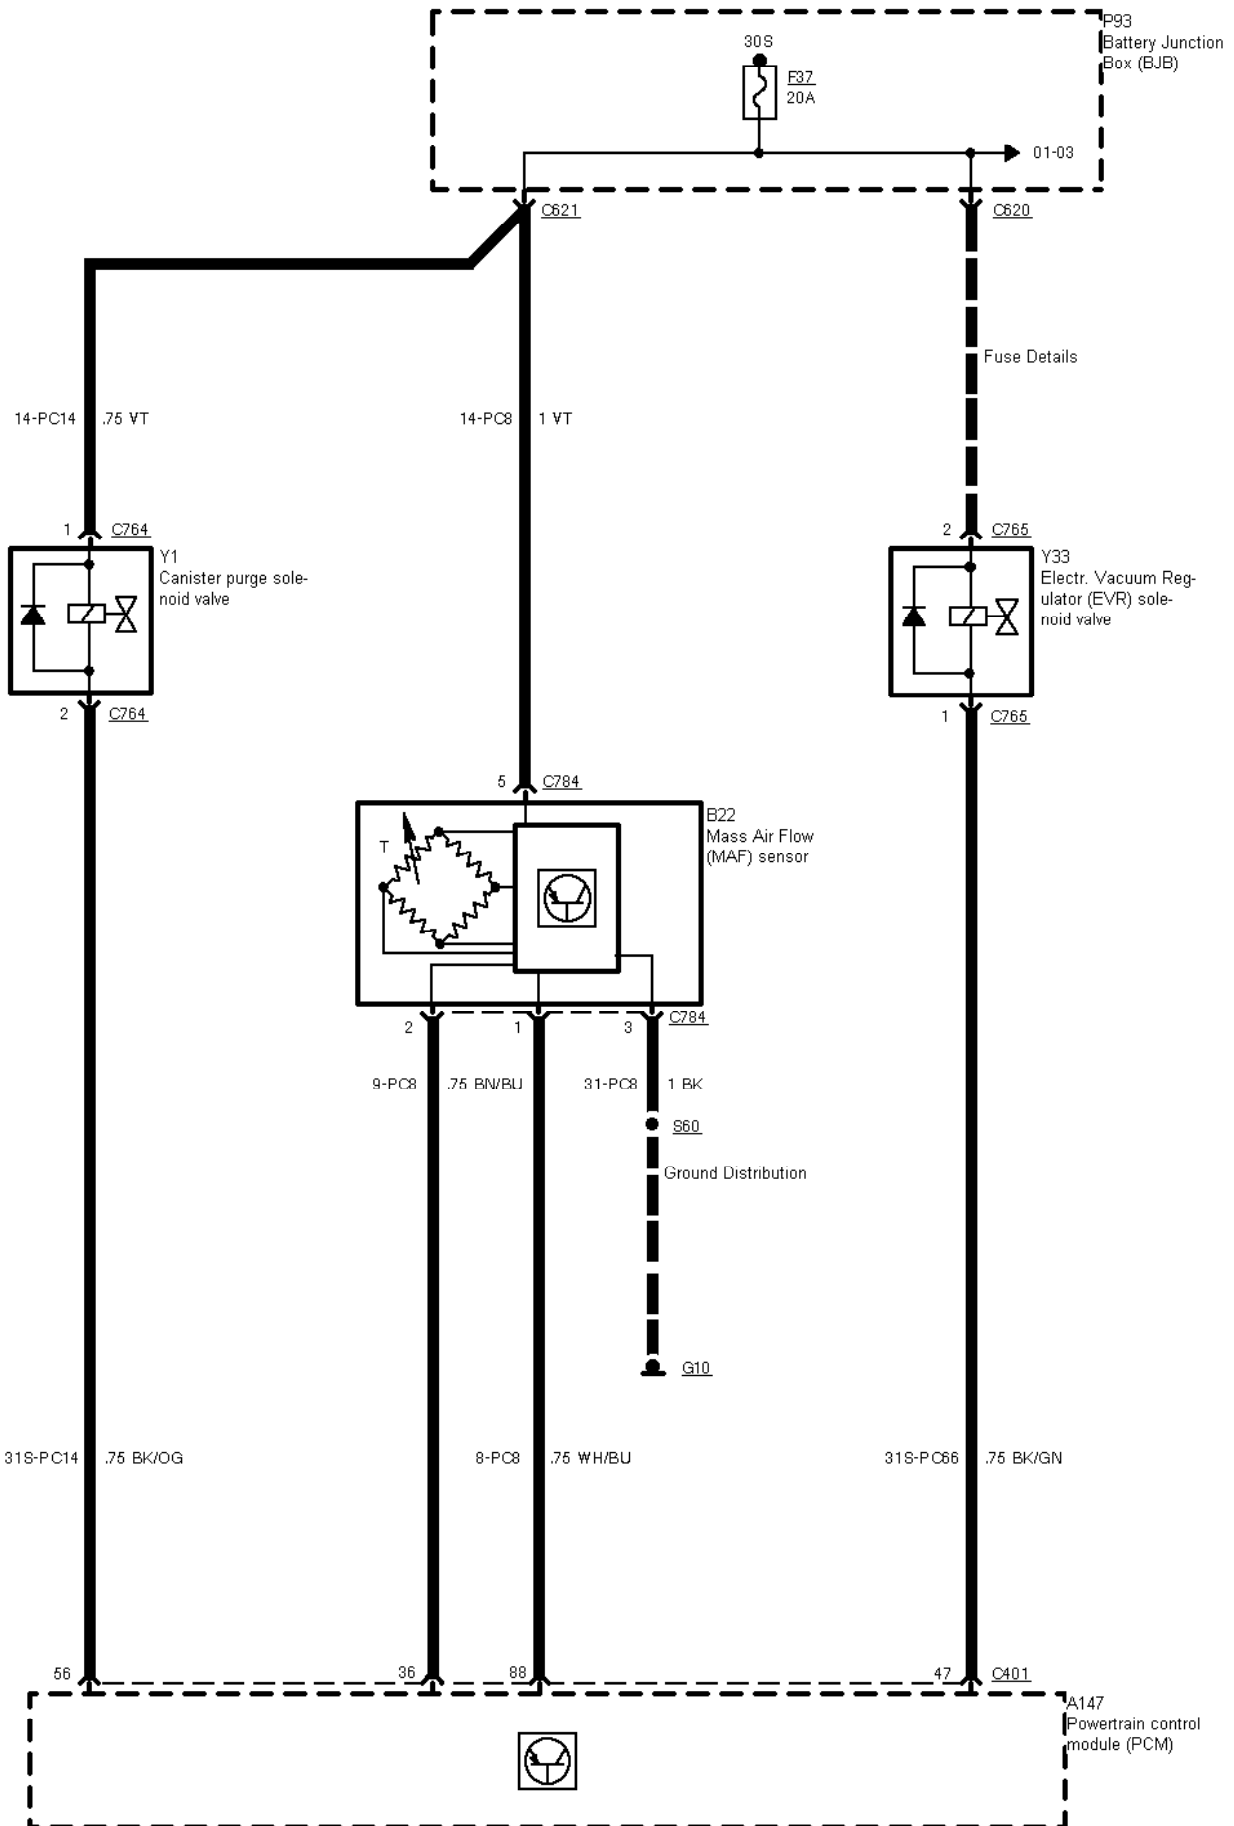 P93
Battery Junction
Box (BJB)
30S
F37
20A
01-03
C621
C620
Fuse Details
14-PC14 .75 VT
14-PC8 1 VT
1 C764
2 C765
Y1
Canister purge sole-
noid valve
Y33
Electr. Vacuum Reg-
ulator (EVR) sole-
noid valve
2 C764
1 C765
5 C784
B22
Mass Air Flow
(MAF) sensor
T
2 1 3 C784
9-PC8 .75 BN/BU 31-PC8 1 BK
S60
Ground Distribution
G10
31S-PC14 .75 BK/OG
8-PC8 .75 WH/BU
31S-PC66 .75 BK/GN
56 36 88 47 C401
A147
Powertrain control
module (PCM)